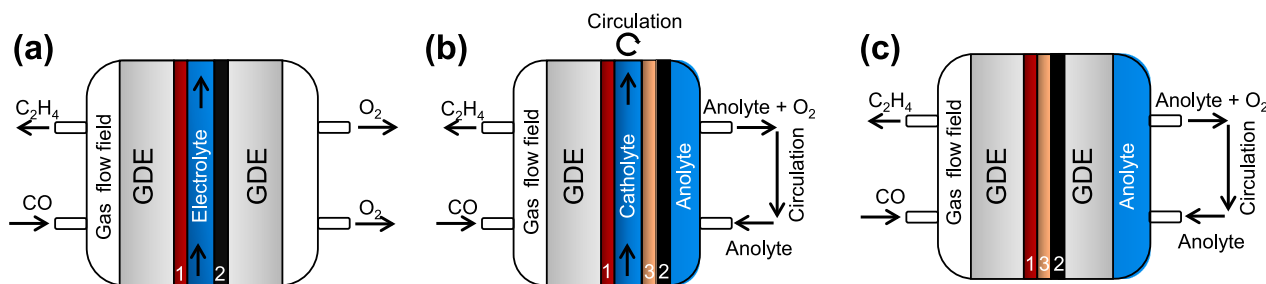 (a)
C2H4
CO
Gas flow field
GDE
1
Electrolyte
2
GDE
O2
O2
(b)
Circulation
C2H4
CO
Gas flow field
GDE
1
Catholyte
3
2
Anolyte
Anolyte + O2
Circulation
Anolyte
(c)
C2H4
CO
Gas flow field
GDE
1
3
2
GDE
Anolyte
Anolyte + O2
Circulation
Anolyte